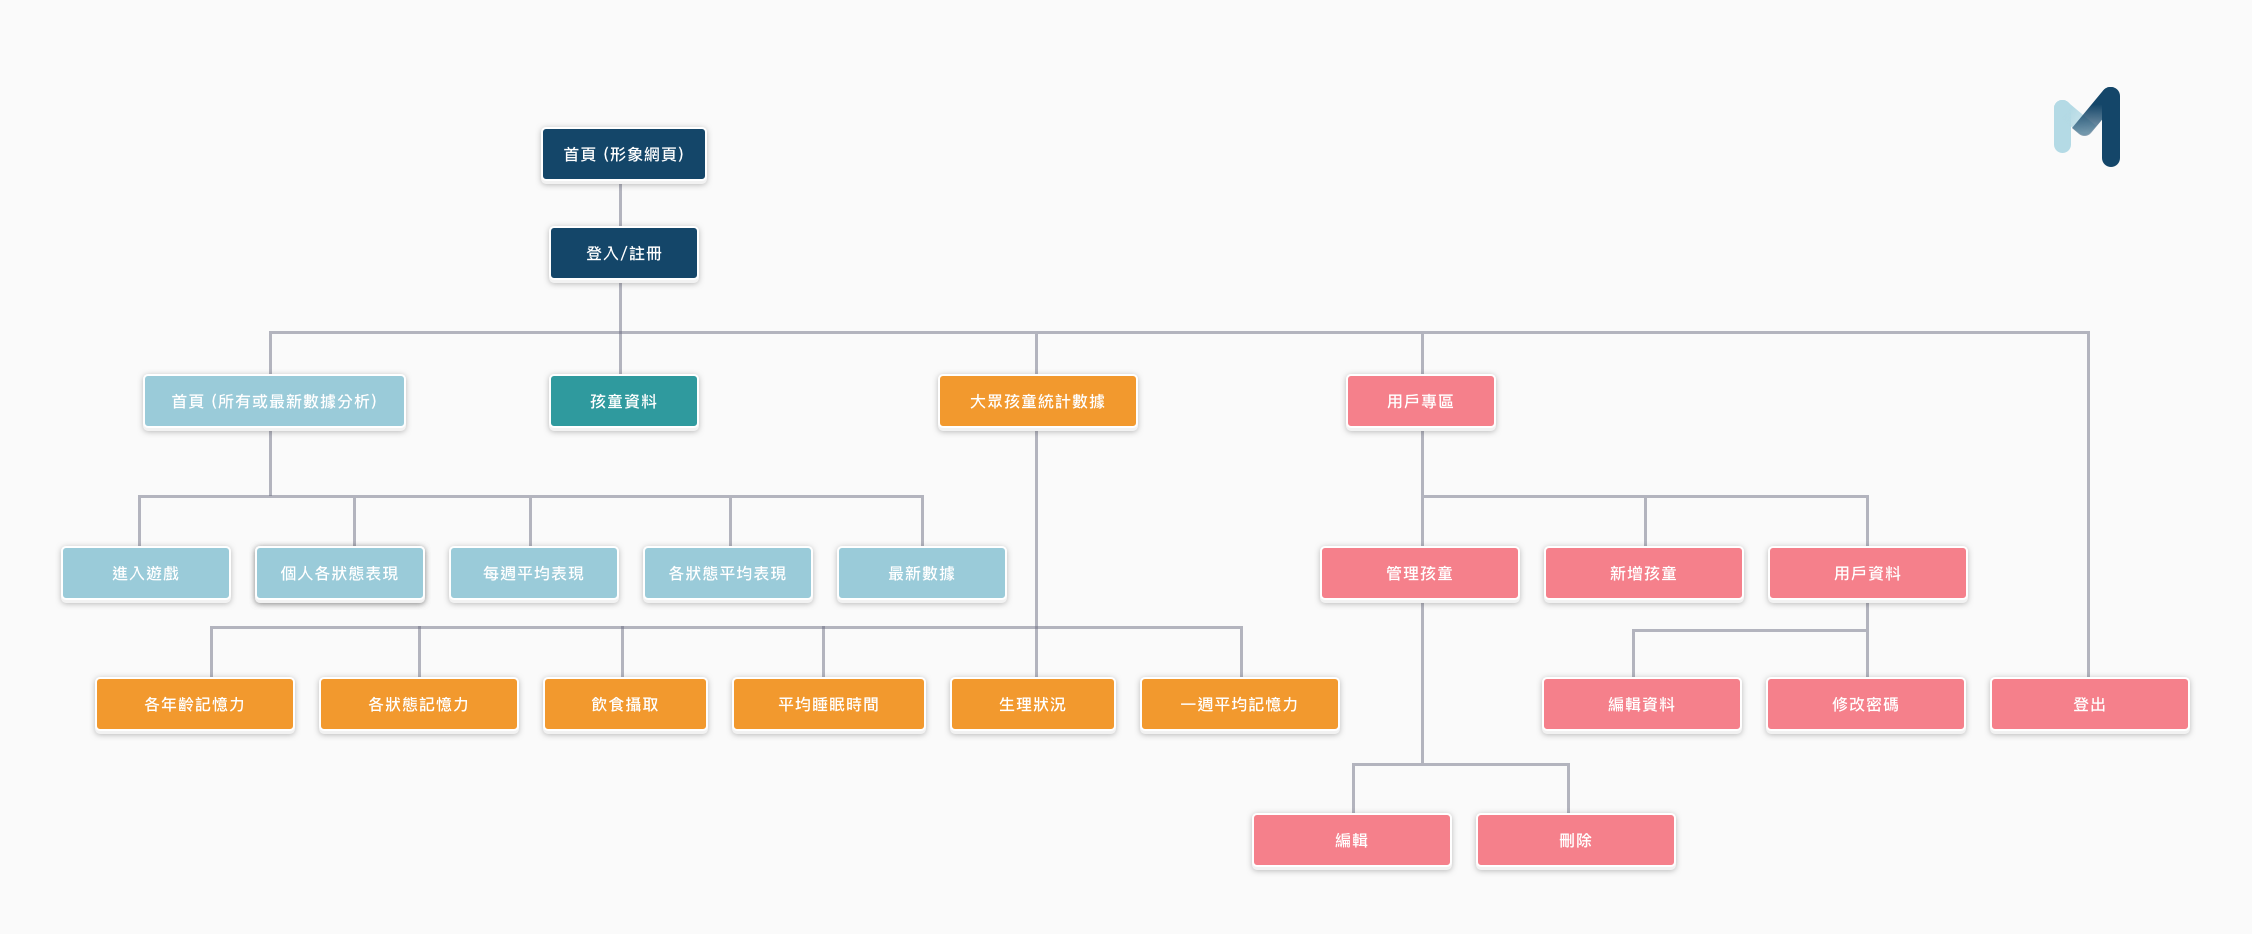 首頁 (形象網頁)
登入/註冊
首頁 (所有或最新數據分析)
孩童資料
大眾孩童統計數據
用戶專區
進入遊戲
個人各狀態表現
每週平均表現
各狀態平均表現
最新數據
管理孩童
新增孩童
用戶資料
各年齡記憶力
各狀態記憶力
飲食攝取
平均睡眠時間
生理狀況
一週平均記憶力
編輯資料
修改密碼
登出
編輯
刪除